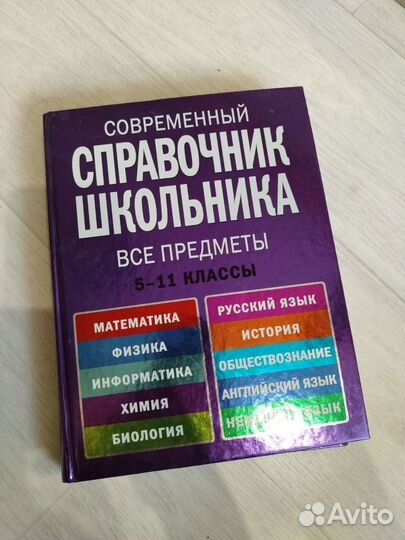 СОВРЕМЕННЫЙ
СПРАВОЧНИК
ШКОЛЬНИКА
ВСЕ ПРЕДМЕТЫ
5-11 КЛАССЫ
МАТЕМАТИКА
ФИЗИКА
ИНФОРМАТИКА
ХИМИЯ
БИОЛОГИЯ
РУССКИЙ ЯЗЫК
ИСТОРИЯ
ОБЩЕСТВОЗНАНИЕ
АНГЛИЙСКИЙ ЯЗЫК
ЯЗЫК
Avito